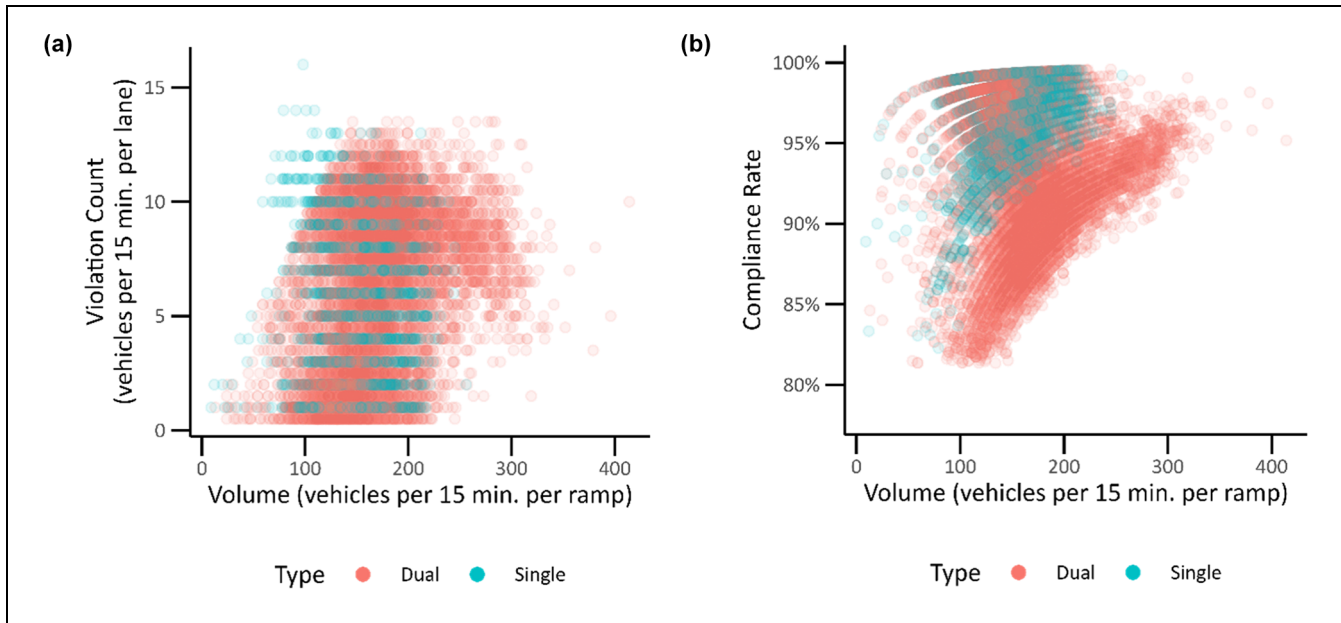 (a)
Violation Count
(vehicles per 15 min. per lane)
15
10
5
0
0 100 200 300 400
Volume (vehicles per 15 min. per ramp)
Type Dual Single
(b)
Compliance Rate
100%
95%
90%
85%
80%
0 100 200 300 400
Volume (vehicles per 15 min. per ramp)
Type Dual Single